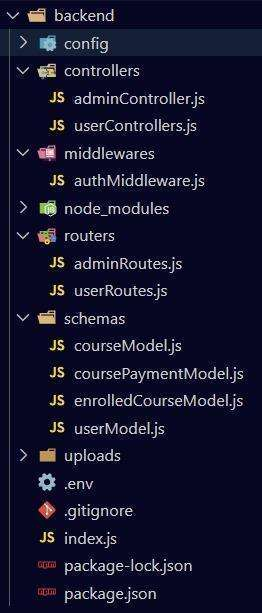 backend
config
controllers
JS adminController.js
JS userControllers.js
middlewares
JS authMiddleware.js
node_modules
routers
JS adminRoutes.js
JS userRoutes.js
schemas
JS courseModel.js
JS coursePaymentModel.js
JS enrolledCourseModel.js
JS userModel.js
uploads
.env
.gitignore
JS index.js
npm package-lock.json
npm package.json